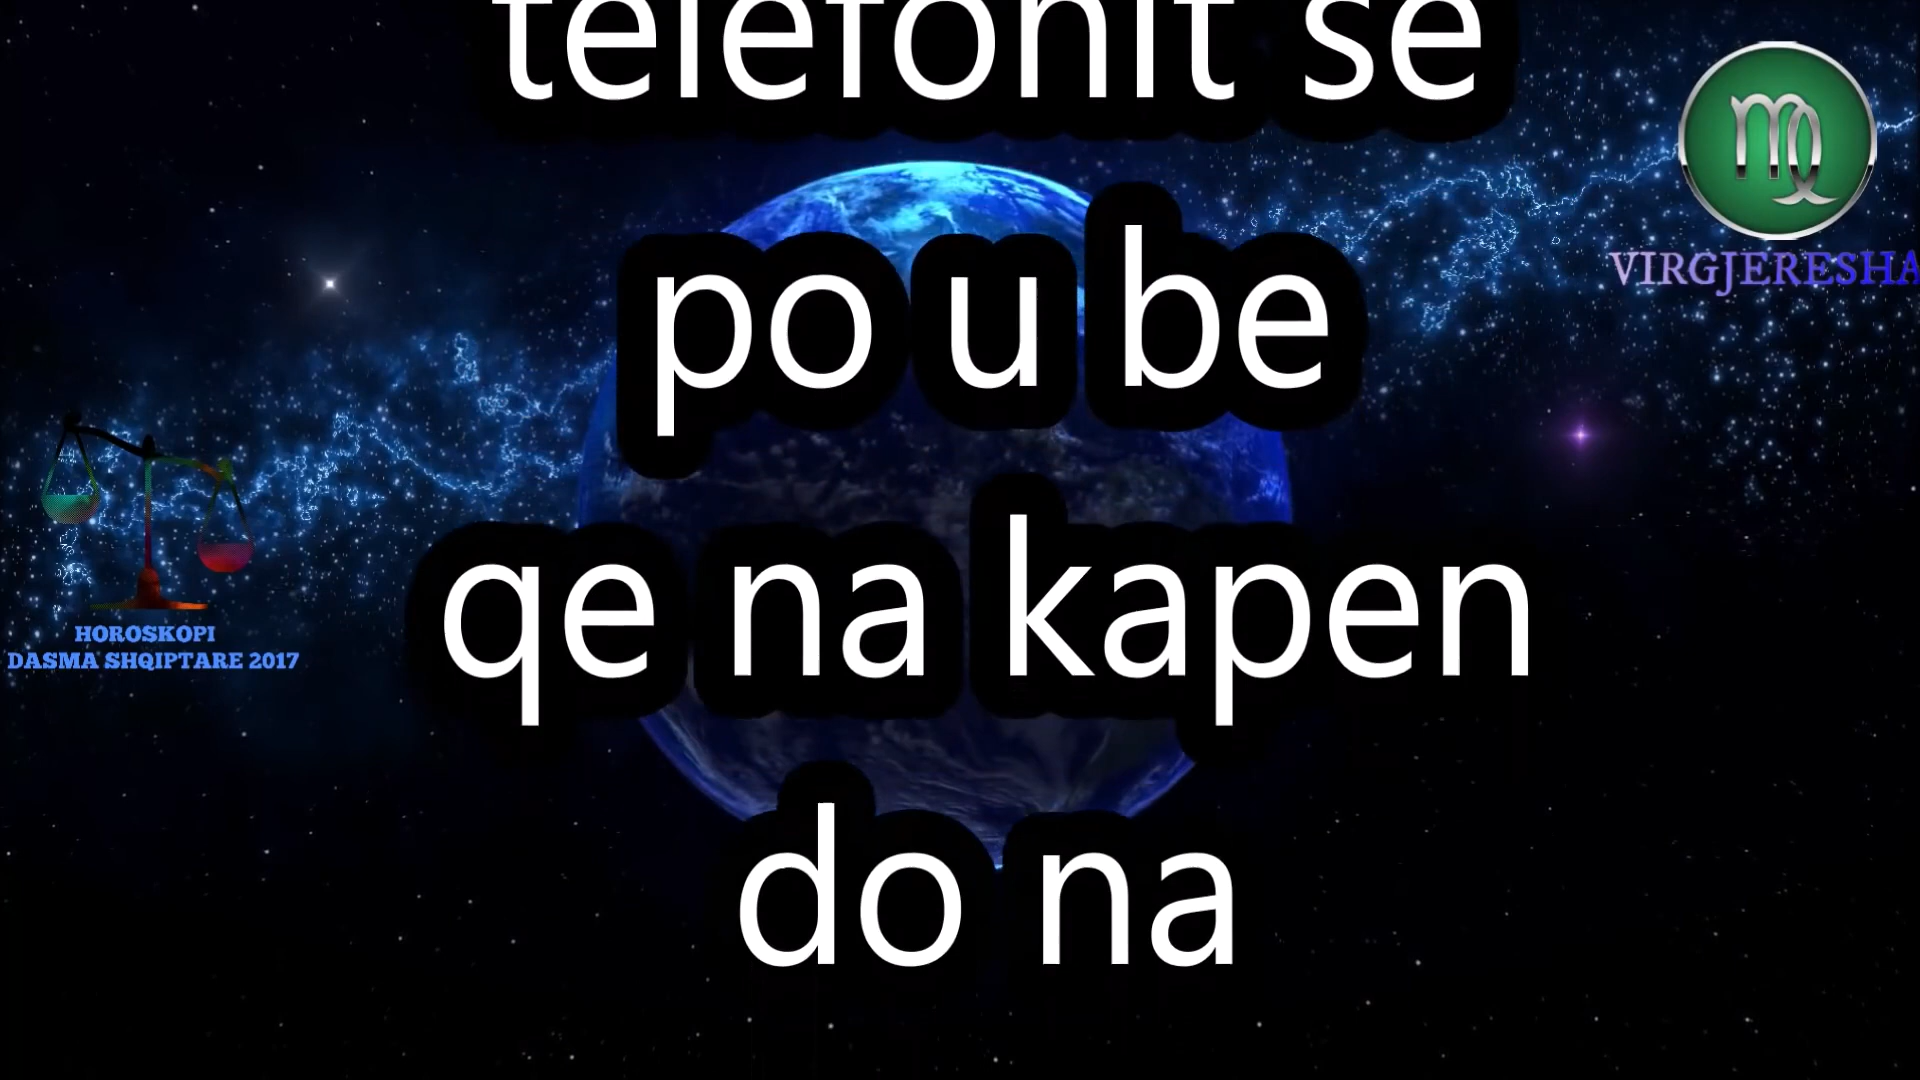 telefonit se
po u be
qe na kapen
do na
VIRGJERESHA
HOROSKOPI
DASMA SHQIPTARE 2017